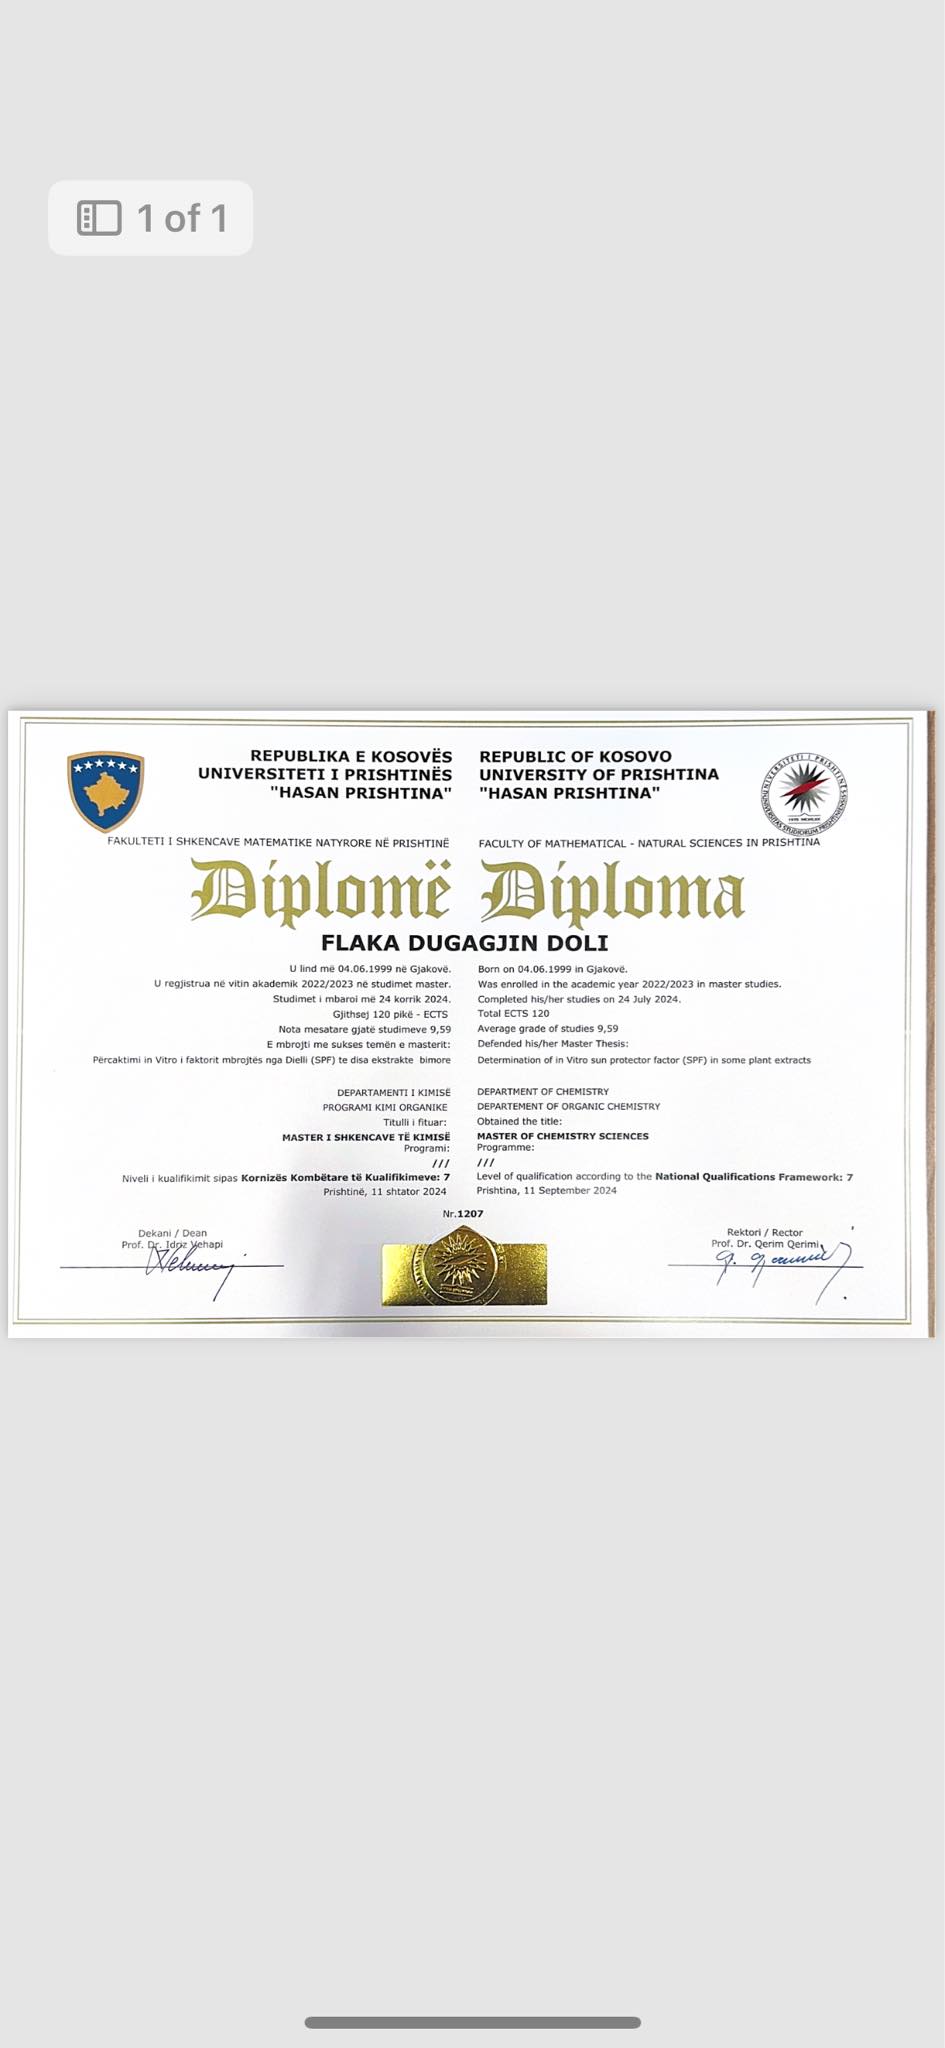 1 of 1
REPUBLIKA E KOSOVËS
UNIVERSITETI I PRISHTINËS
"HASAN PRISHTINA"
REPUBLIC OF KOSOVO
UNIVERSITY OF PRISHTINA
"HASAN PRISHTINA"
UNIVERSITETI I PRISHTINËS
UNIVERSITAS STUDIORUM PRISHTINIENSIS
FAKULTETI I SHKENCAVE MATEMATIKE NATYRORE NË PRISHTINË
FACULTY OF MATHEMATICAL - NATURAL SCIENCES IN PRISHTINA
Diplomë
Diploma
FLAKA DUGAGJIN DOLI
U lind më 04.06.1999 në Gjakovë.
U regjistrua në vitin akademik 2022/2023 në studimet master.
Studimet i mbaroi më 24 korrik 2024.
Gjithsej 120 pikë - ECTS
Nota mesatare gjatë studimeve 9,59
E mbrojti me sukses temën e masterit:
Përcaktimi in Vitro i faktorit mbrojtës nga Dielli (SPF) te disa ekstrakte bimore
DEPARTAMENTI I KIMISË
PROGRAMI KIMI ORGANIKE
Titulli i fituar:
MASTER I SHKENCAVE TË KIMISË
Programi:
///
Niveli i kualifikimit sipas Kornizës Kombëtare të Kualifikimeve: 7
Prishtinë, 11 shtator 2024
Born on 04.06.1999 in Gjakovë.
Was enrolled in the academic year 2022/2023 in master studies.
Completed his/her studies on 24 July 2024.
Total ECTS 120
Average grade of studies 9,59
Defended his/her Master Thesis:
Determination of in Vitro sun protector factor (SPF) in some plant extracts
DEPARTMENT OF CHEMISTRY
DEPARTEMENT OF ORGANIC CHEMISTRY
Obtained the title:
MASTER OF CHEMISTRY SCIENCES
Programme:
///
Level of qualification according to the National Qualifications Framework: 7
Prishtina, 11 September 2024
Nr.1207
Dekani / Dean
Prof. Dr. Idriz Vehapi
Rektori / Rector
Prof. Dr. Qerim Qerimi